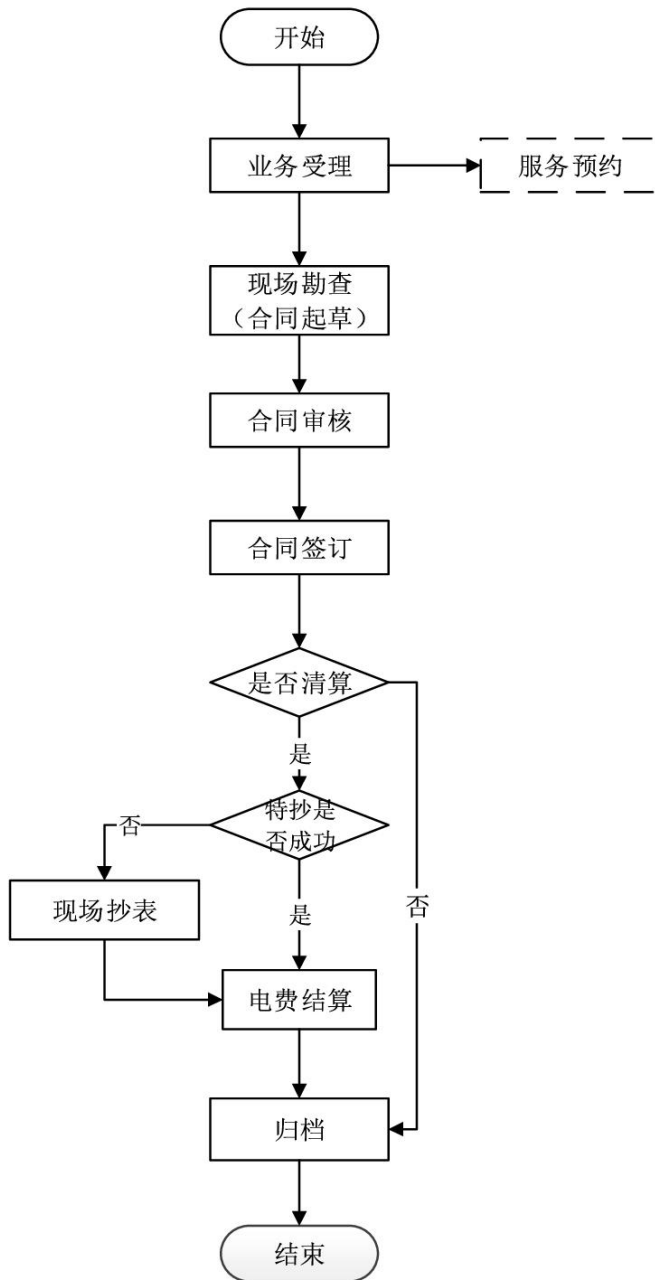 开始
业务受理
服务预约
现场勘查
（合同起草）
合同审核
合同签订
是否清算
是
特抄是
否成功
否
现场抄表
是
否
电费结算
归档
结束